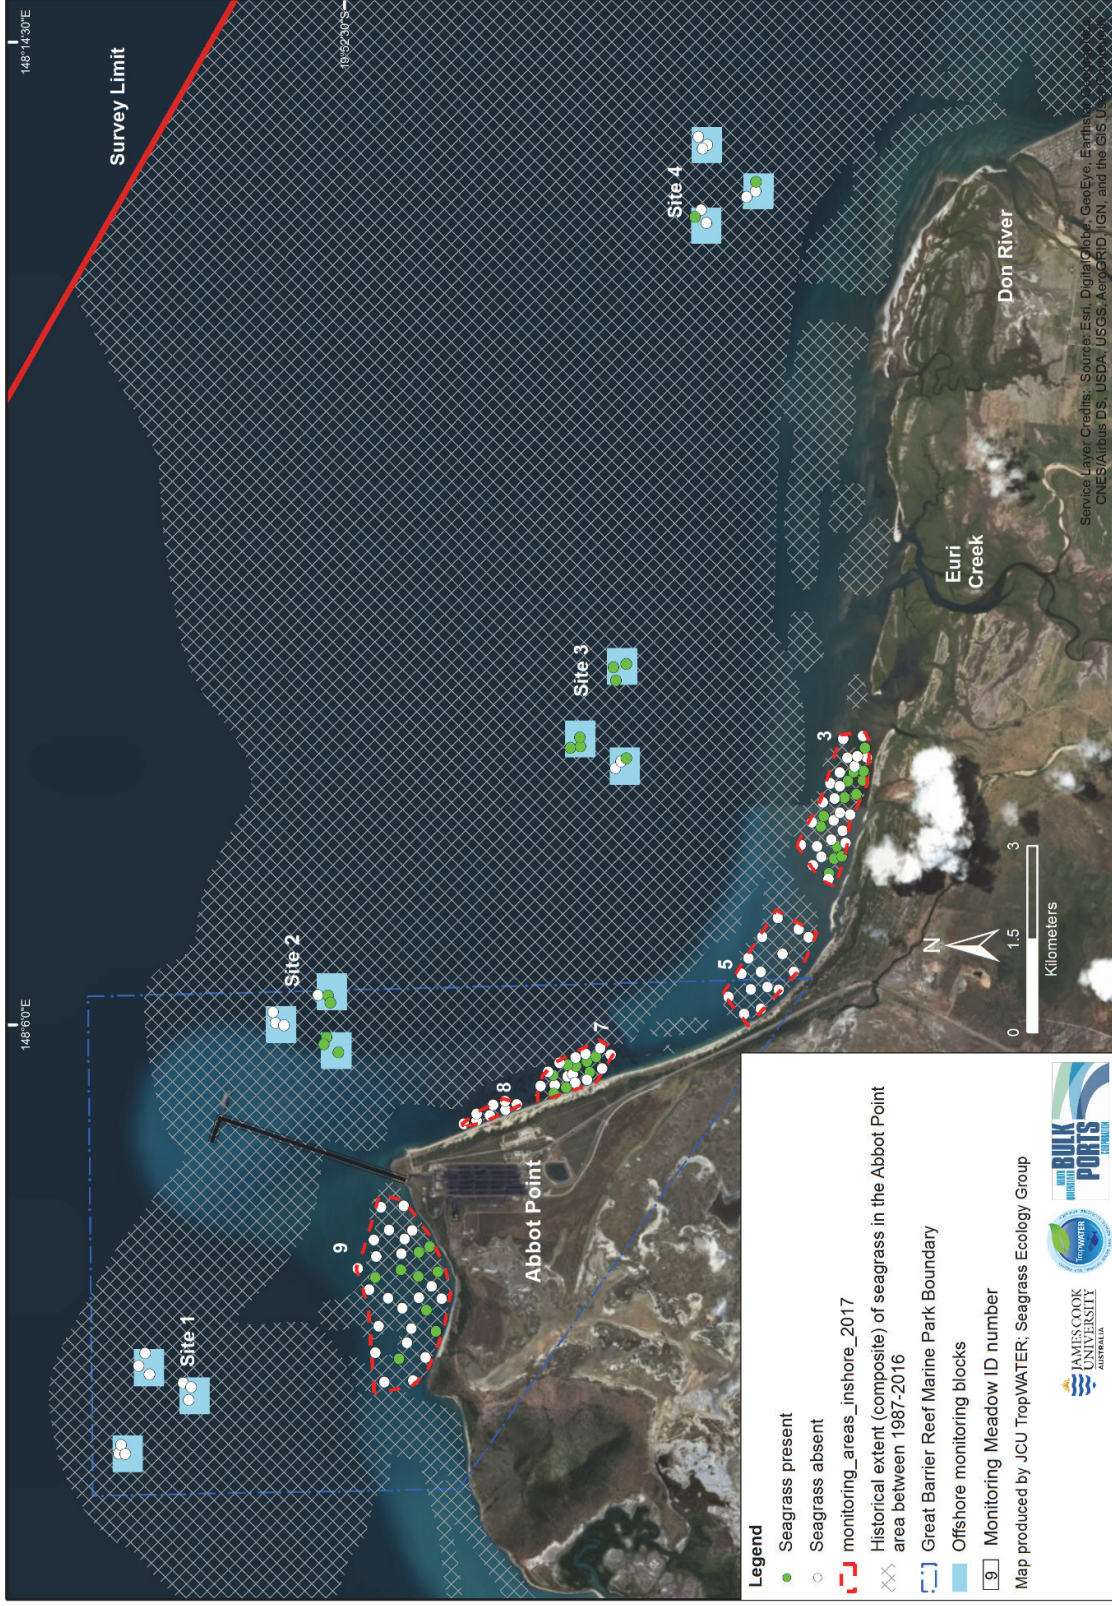 148°6'0"E
148°14'30"E
Survey Limit
19°52'30"S
Site 1
Site 2
9
8
Abbot Point
7
5
Site 3
3
Site 4
Euri
Creek
Don River
N
0 1.5 3
Kilometers
Service Layer Credits: Source: Esri, DigitalGlobe, GeoEye, Earthstar
CNES/Airbus DS, USDA, USGS, AeroGRID, IGN, and the GIS
Legend
Seagrass present
Seagrass absent
monitoring_areas_inshore_2017
Historical extent (composite) of seagrass in the Abbot Point
area between 1987-2016
Great Barrier Reef Marine Park Boundary
Offshore monitoring blocks
9 Monitoring Meadow ID number
Map produced by JCU TropWATER; Seagrass Ecology Group
JAMES COOK
UNIVERSITY
AUSTRALIA
TropWATER
NORTH
QUEENSLAND
BULK
PORTS
CORPORATION